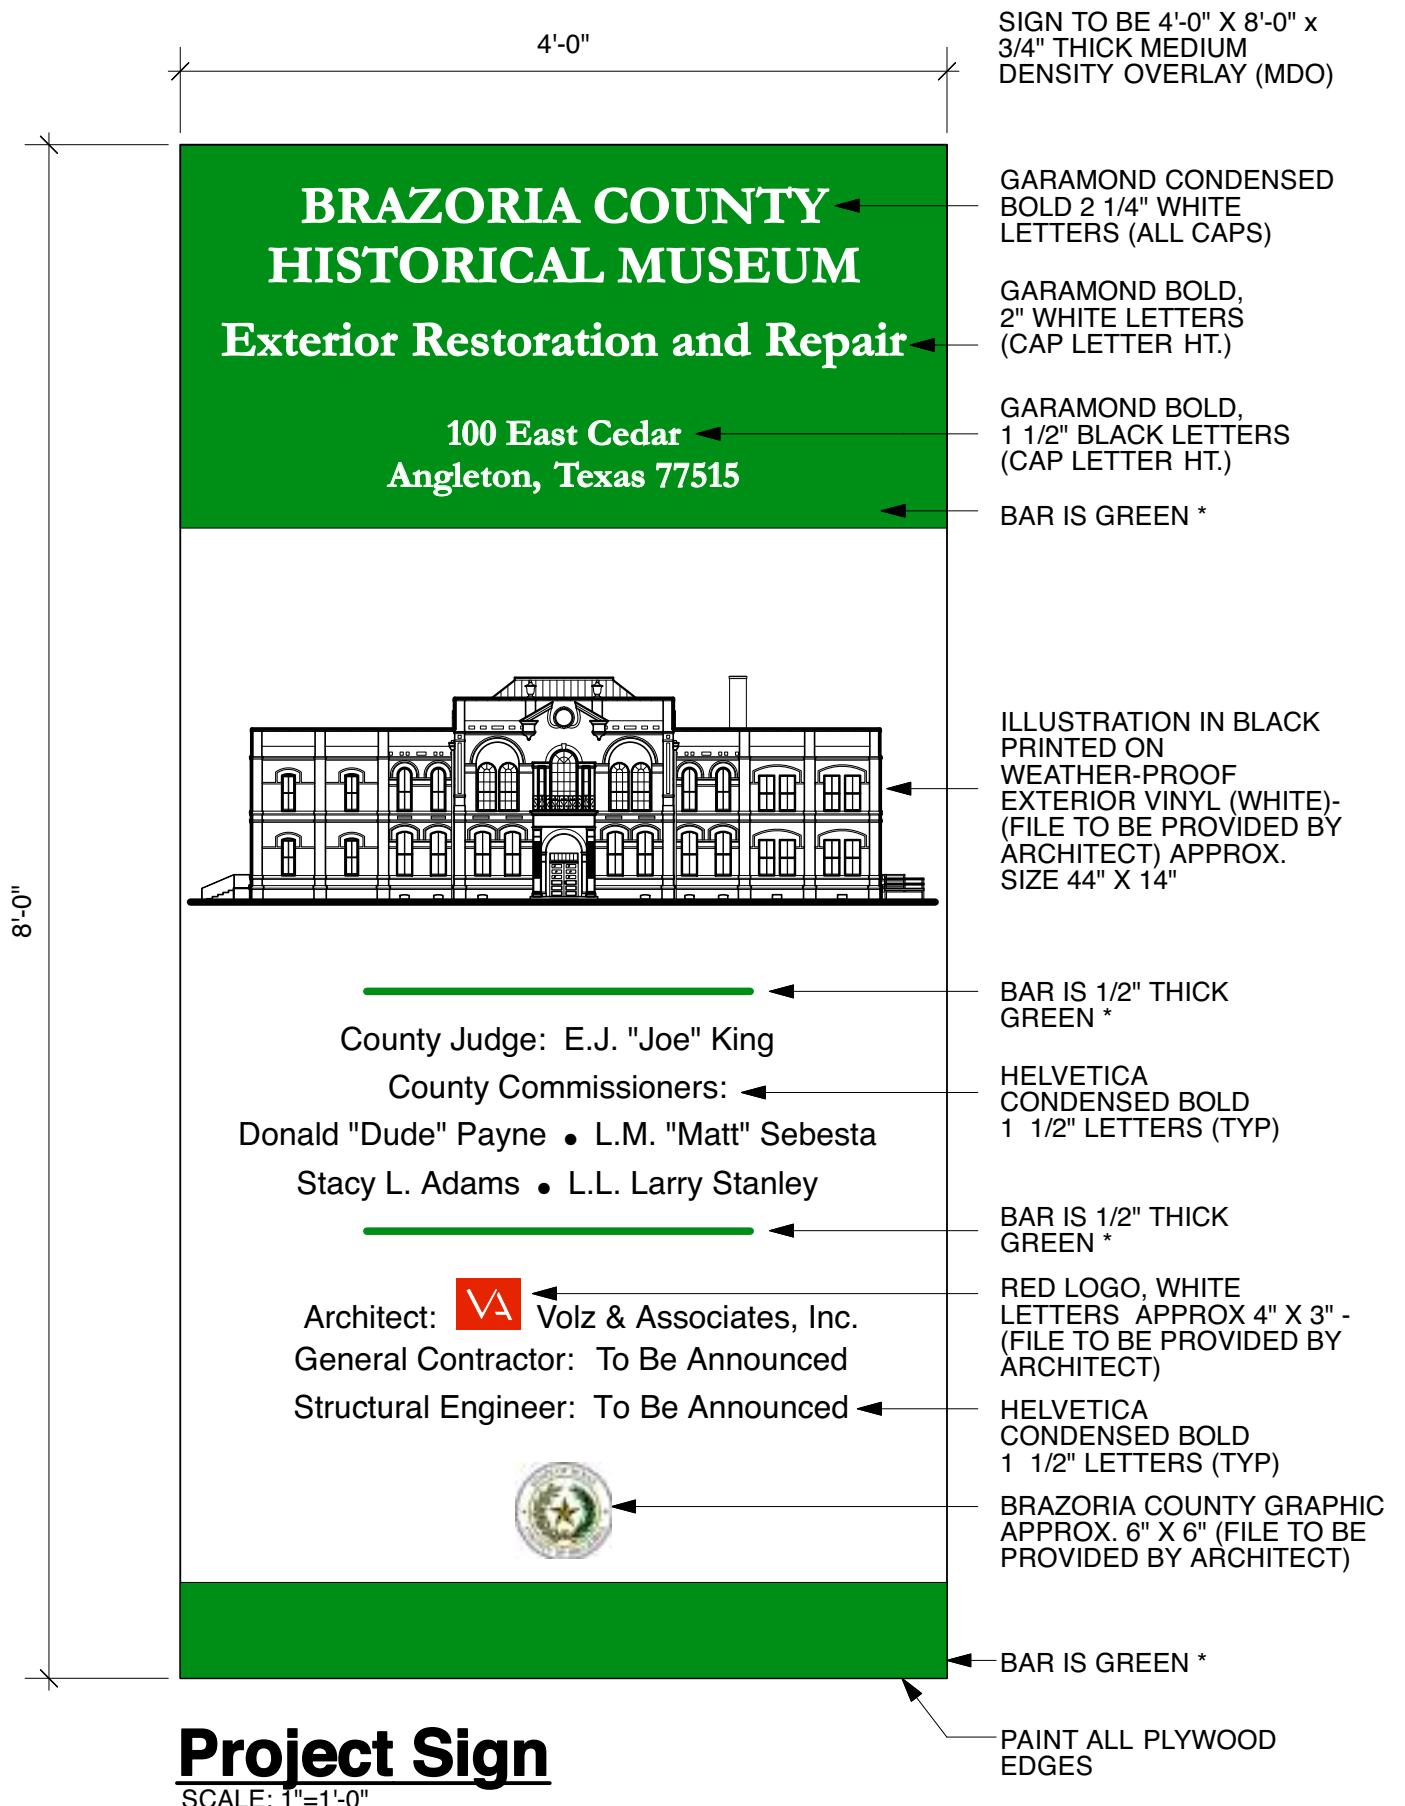 4'-0"
SIGN TO BE 4'-0" X 8'-0" x
3/4" THICK MEDIUM
DENSITY OVERLAY (MDO)
8'-0"
BRAZORIA COUNTY
HISTORICAL MUSEUM
Exterior Restoration and Repair
100 East Cedar
Angleton, Texas 77515
GARAMOND CONDENSED
BOLD 2 1/4" WHITE
LETTERS (ALL CAPS)
GARAMOND BOLD,
2" WHITE LETTERS
(CAP LETTER HT.)
GARAMOND BOLD,
1 1/2" BLACK LETTERS
(CAP LETTER HT.)
BAR IS GREEN *
ILLUSTRATION IN BLACK
PRINTED ON
WEATHER-PROOF
EXTERIOR VINYL (WHITE)-
(FILE TO BE PROVIDED BY
ARCHITECT) APPROX.
SIZE 44" X 14"
BAR IS 1/2" THICK
GREEN *
County Judge: E.J. "Joe" King
County Commissioners:
Donald "Dude" Payne • L.M. "Matt" Sebesta
Stacy L. Adams • L.L. Larry Stanley
HELVETICA
CONDENSED BOLD
1 1/2" LETTERS (TYP)
BAR IS 1/2" THICK
GREEN *
Architect: VA Volz & Associates, Inc.
General Contractor: To Be Announced
Structural Engineer: To Be Announced
RED LOGO, WHITE
LETTERS APPROX 4" X 3" -
(FILE TO BE PROVIDED BY
ARCHITECT)
HELVETICA
CONDENSED BOLD
1 1/2" LETTERS (TYP)
BRAZORIA COUNTY GRAPHIC
APPROX. 6" X 6" (FILE TO BE
PROVIDED BY ARCHITECT)
BAR IS GREEN *
PAINT ALL PLYWOOD
EDGES
Project Sign
SCALE: 1"=1'-0"